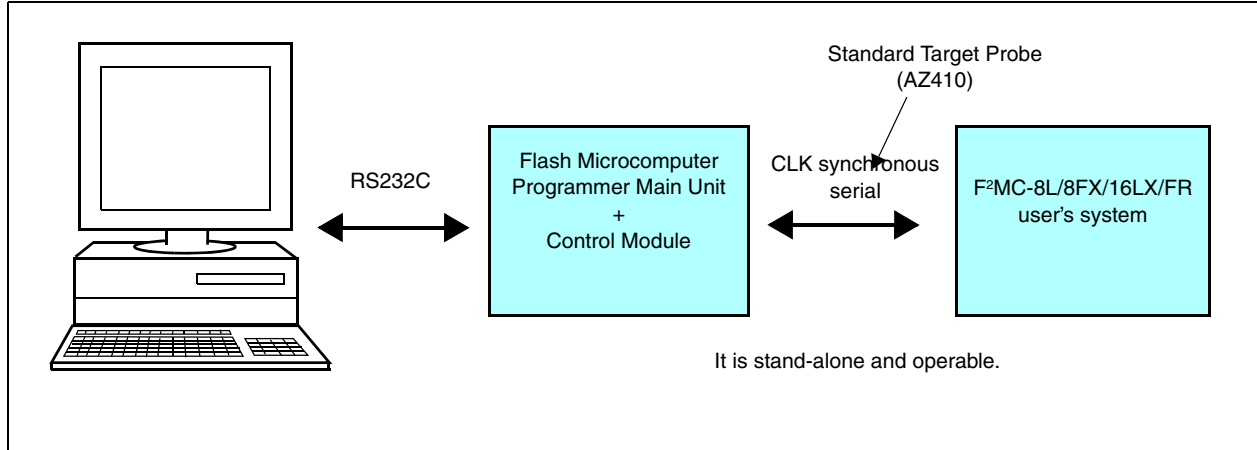 Standard Target Probe
(AZ410)
RS232C
Flash Microcomputer
Programmer Main Unit
+
Control Module
CLK synchronous
serial
F²MC-8L/8FX/16LX/FR
user's system
It is stand-alone and operable.